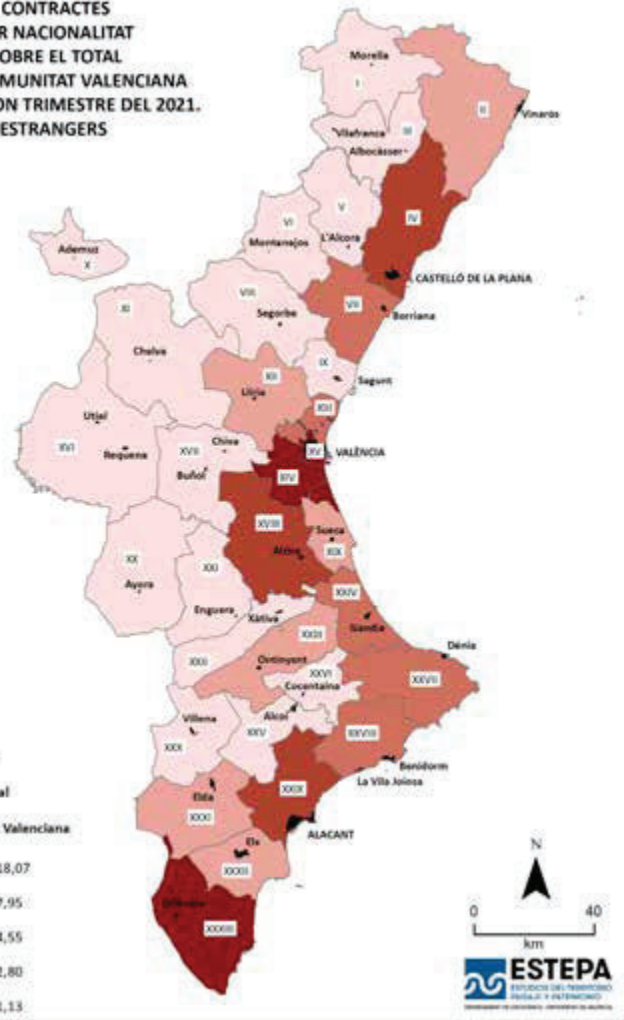 CONTRACTES
R NACIONALITAT
OBRE EL TOTAL
MUNITAT VALENCIANA
ON TRIMESTRE DEL 2021.
ESTRANGERS
Morella
I
II
Vinaròs
Vilafranca
III
Albocàsser
V
IV
VI
Montanejos
L'Alcora
Ademuz
X
CASTELLÓ DE LA PLANA
VIII
XI
Segorbe
VII
Borriana
Chelva
IX
XII
Sagunt
Llíria
XIII
Utiel
XVI
Requena
XVII
Chiva
Buñol
XV
VALÈNCIA
XIV
XVIII
Sueca
Alzira
XIX
XX
XXI
Ayora
XXIV
Enguera
Xàtiva
Gandia
XXIII
Dénia
XXII
Ontinyent
XXVI
XXVII
Cocentaina
Villena
Alcoi
XXV
XXVIII
XXX
Benidorm
La Vila Joiosa
XXIX
Elda
XXXI
al
Valenciana
ALACANT
Elx
XXXII
18,07
7,95
XXXIII
4,55
2,80
1,13
N
0 40
km
ESTEPA
ESTUDIS DEL TERRITORI
PAISATGE I PATRIMONI